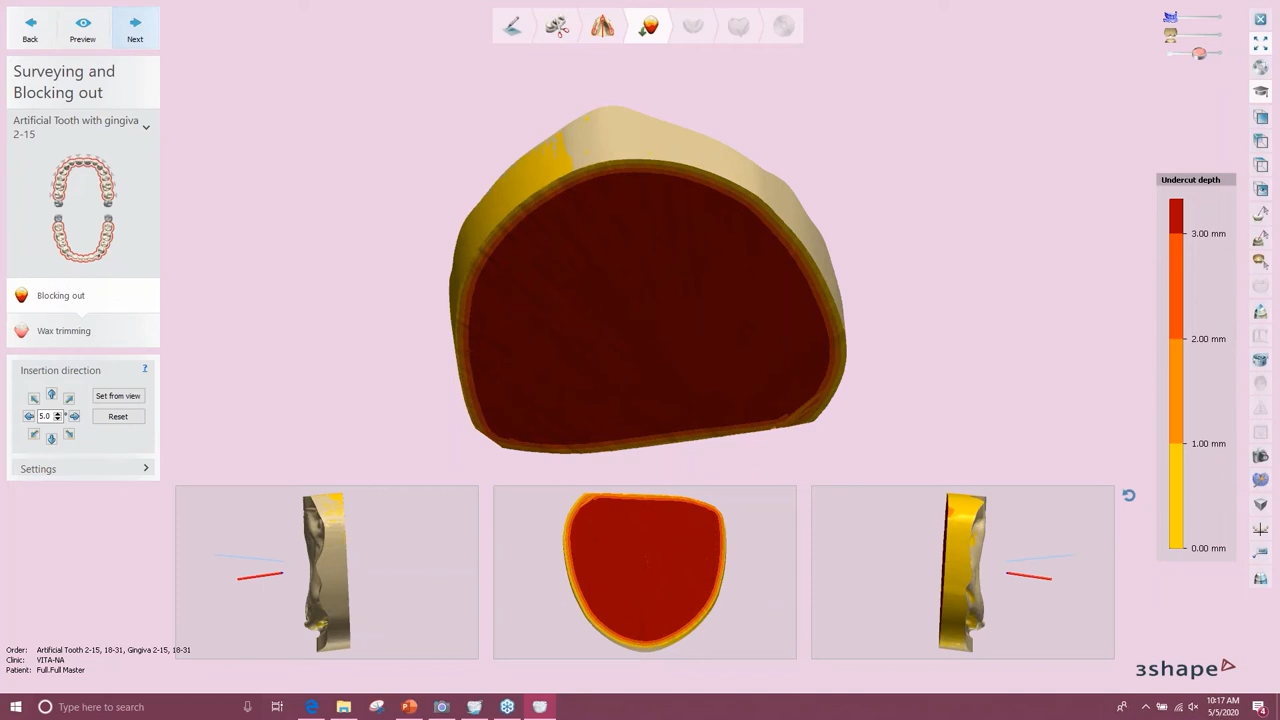 Back
Preview
Next
Surveying and
Blocking out
Artificial Tooth with gingiva
2-15
Blocking out
Wax trimming
Insertion direction
?
Set from view
5.0
°
Reset
Settings
Undercut depth
3.00 mm
2.00 mm
1.00 mm
0.00 mm
Order: Artificial Tooth 2-15, 18-31, Gingiva 2-15, 18-31
Clinic: VITA-NA
Patient: Full.Full Master
3shape
Type here to search
10:17 AM
5/5/2020
4